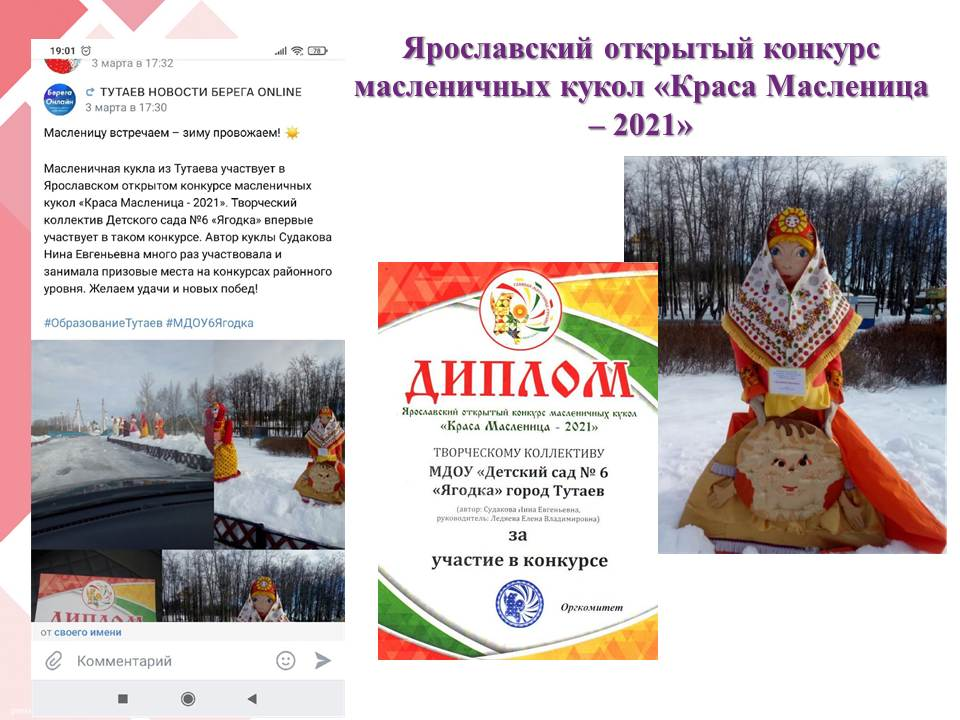 Ярославский открытый конкурс
масленичных кукол «Краса Масленица
– 2021»
19:01
78
3 марта в 17:32
Берега
Онлайн
ТУТАЕВ НОВОСТИ БЕРЕГА ONLINE
3 марта в 17:30
Масленицу встречаем – зиму провожаем!
Масленичная кукла из Тутаева участвует в
Ярославском открытом конкурсе масленичных
кукол «Краса Масленица - 2021». Творческий
коллектив Детского сада №6 «Ягодка» впервые
участвует в таком конкурсе. Автор куклы Судакова
Нина Евгеньевна много раз участвовала и
занимала призовые места на конкурсах районного
уровня. Желаем удачи и новых побед!
#ОбразованиеТутаев #МДОУ6Ягодка
ДИПЛОМ
от своего имени
Комментарий
ДИПЛОМ
Ярославский открытый конкурс масленичных кукол
«Краса Масленица - 2021»
ТВОРЧЕСКОМУ КОЛЛЕКТИВУ
МДОУ «Детский сад № 6
«Ягодка» город Тутаев
(автор: Судакова Нина Евгеньевна,
руководитель: Ледяева Елена Владимировна)
за
участие в конкурсе
Оргкомитет